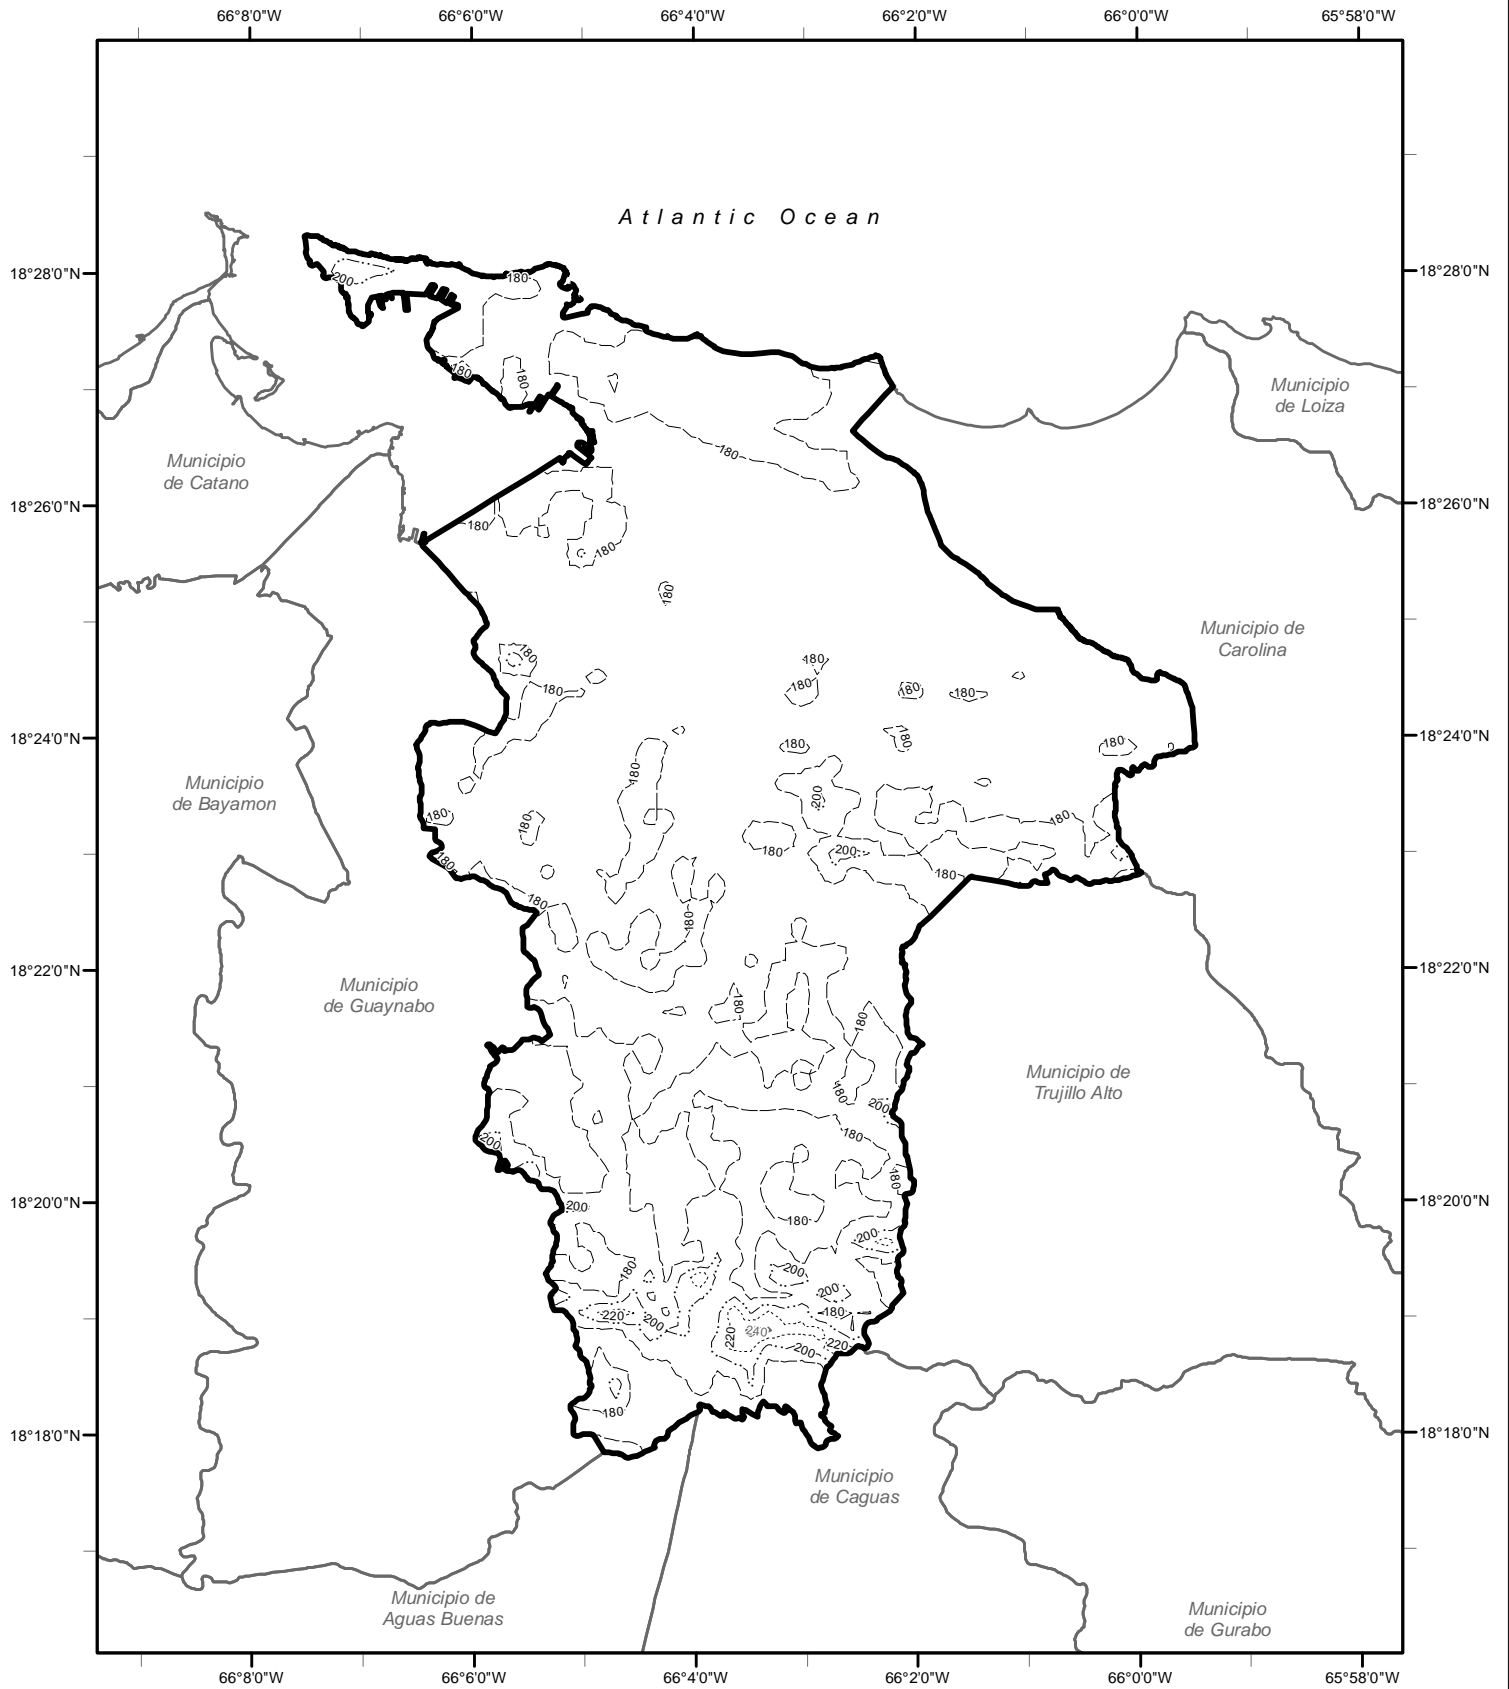 66°8'0"W 66°6'0"W 66°4'0"W 66°2'0"W 66°0'0"W 65°58'0"W
Atlantic Ocean
18°28'0"N 200 180 18°28'0"N
180 180
Municipio
de Loiza
180
Municipio
de Catano
18°26'0"N 180 18°26'0"N
180
180
Municipio de
Carolina
180 180
180 180 180 180
18°24'0"N 180 180 180 18°24'0"N
180
Municipio
de Bayamon
200
180 180 180
180 180 200
180 180
180
180
18°22'0"N 18°22'0"N
Municipio
de Guaynabo
180 180
Municipio de
Trujillo Alto
180 200
200 180
180
18°20'0"N 200 18°20'0"N
180
200
180 200
200
220 200 180
220 240 200 220
180
18°18'0"N 18°18'0"N
Municipio
de Caguas
Municipio de
Aguas Buenas
Municipio
de Gurabo
66°8'0"W 66°6'0"W 66°4'0"W 66°2'0"W 66°0'0"W 65°58'0"W